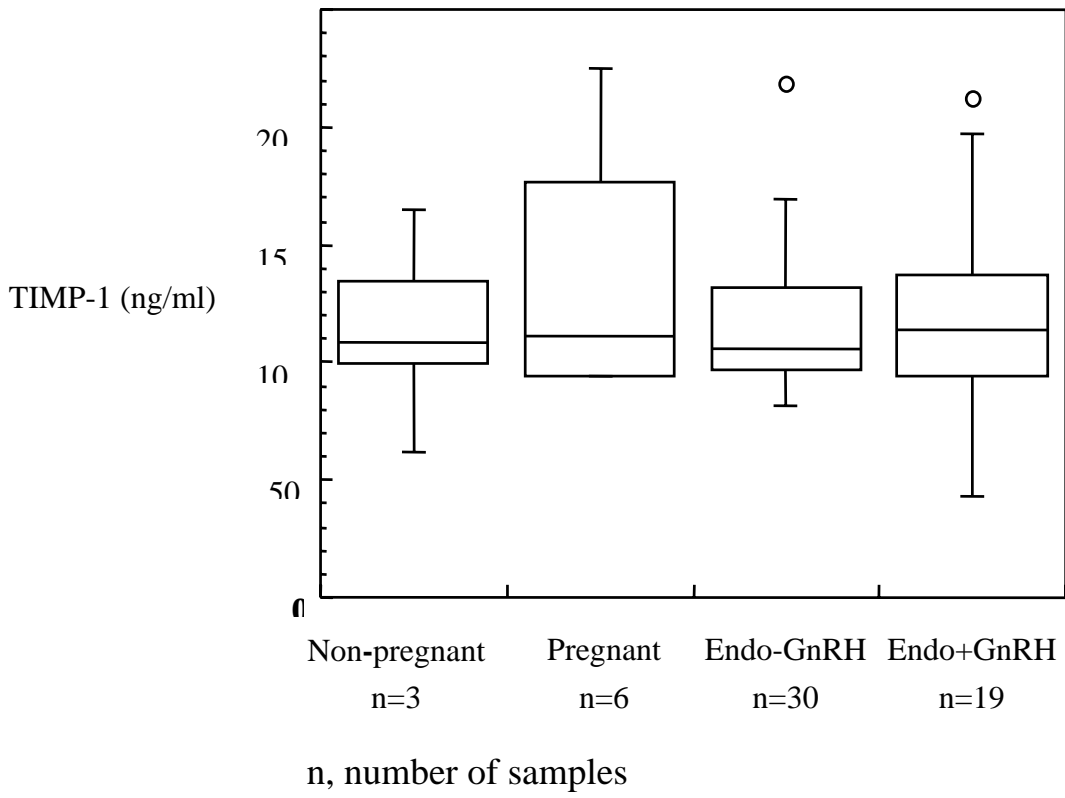 20
15
TIMP-1 (ng/ml)
10
50
0
Non-pregnant Pregnant Endo-GnRH Endo+GnRH
n=3 n=6 n=30 n=19
n, number of samples